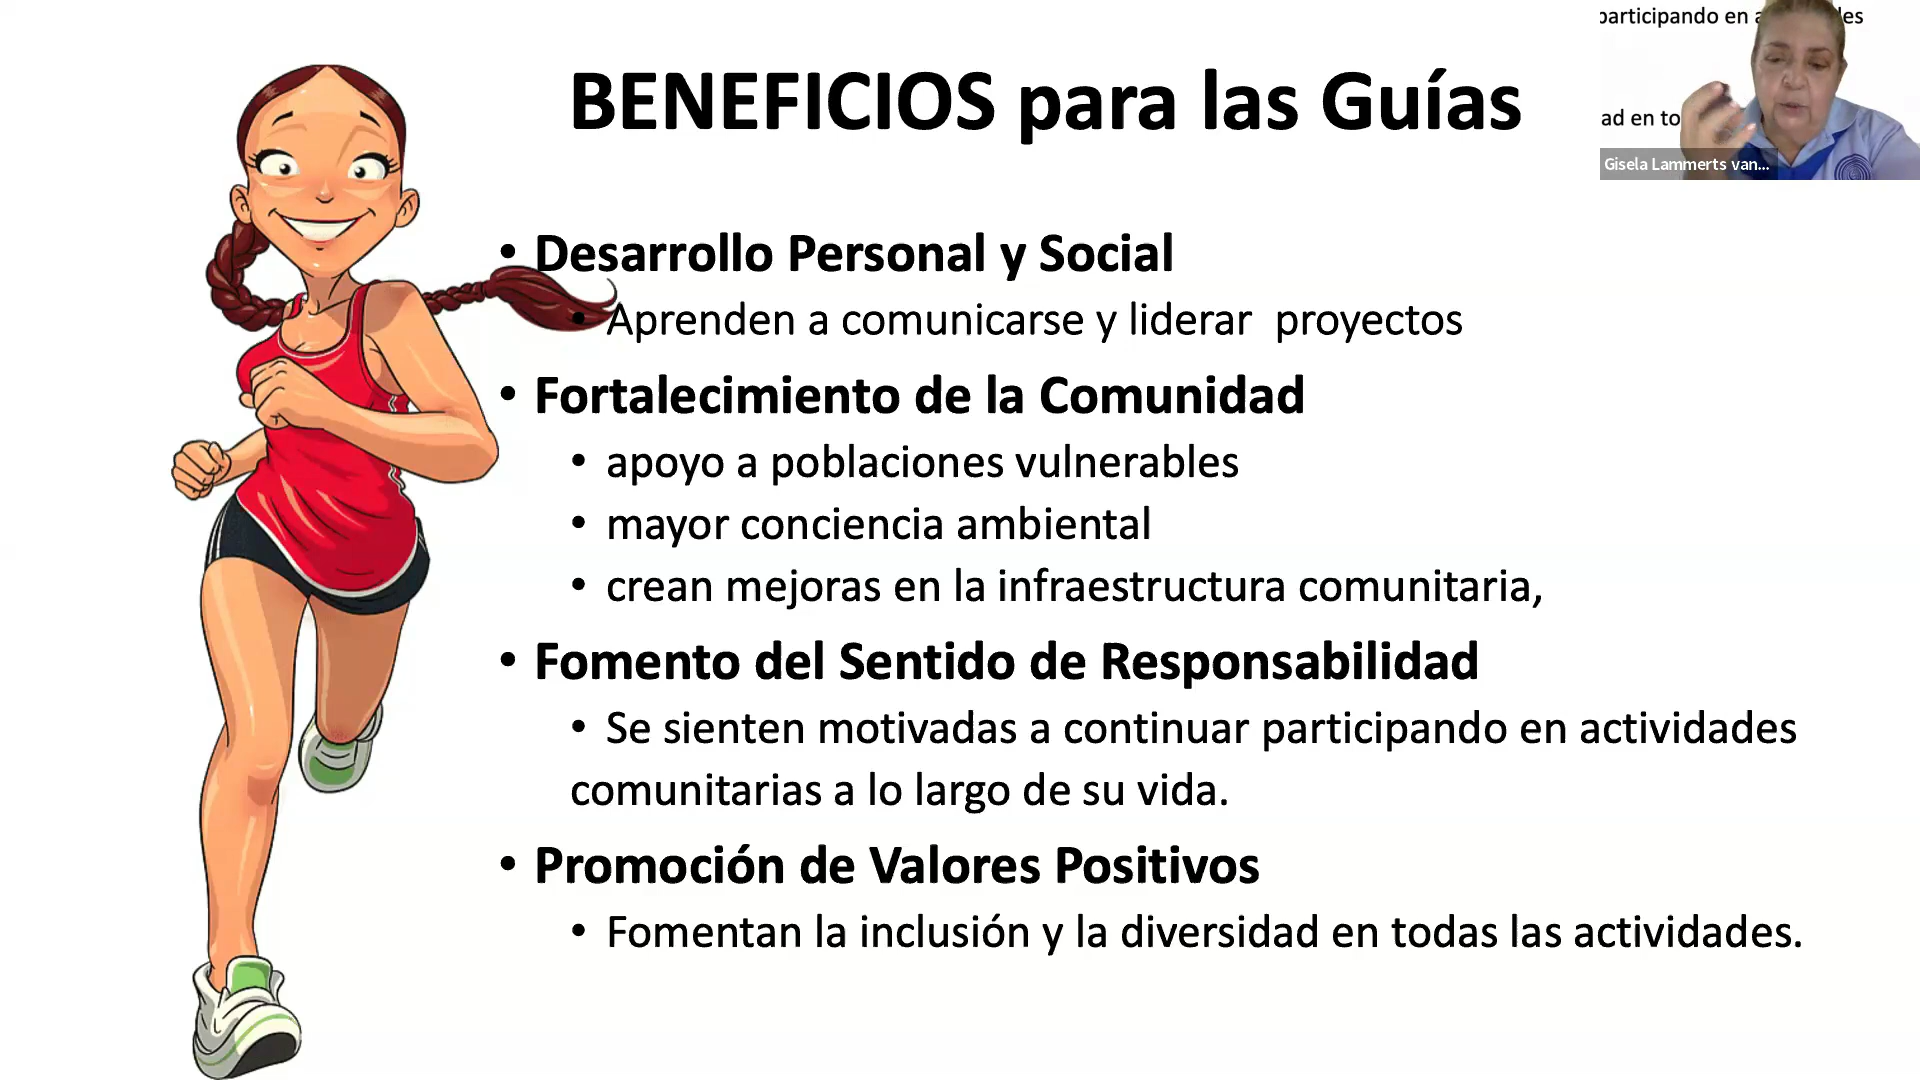 BENEFICIOS para las Guías
participando en
ad en to
Gisela Lammerts van...
• Desarrollo Personal y Social
• Aprenden a comunicarse y liderar proyectos
• Fortalecimiento de la Comunidad
• apoyo a poblaciones vulnerables
• mayor conciencia ambiental
• crean mejoras en la infraestructura comunitaria,
• Fomento del Sentido de Responsabilidad
• Se sienten motivadas a continuar participando en actividades
comunitarias a lo largo de su vida.
• Promoción de Valores Positivos
• Fomentan la inclusión y la diversidad en todas las actividades.